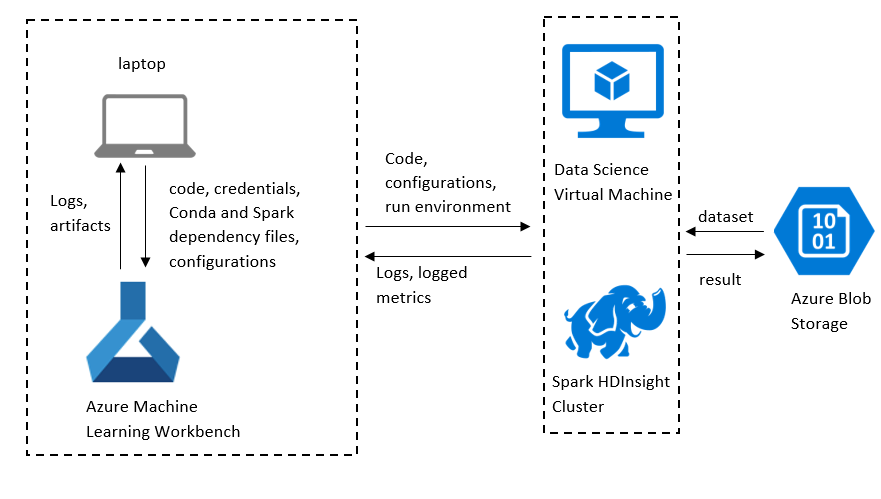 laptop
Logs,
artifacts
code, credentials,
Conda and Spark
dependency files,
configurations
Azure Machine
Learning Workbench
Code,
configurations,
run environment
Logs, logged
metrics
Data Science
Virtual Machine
Spark HDInsight
Cluster
dataset
result
10
01
Azure Blob
Storage